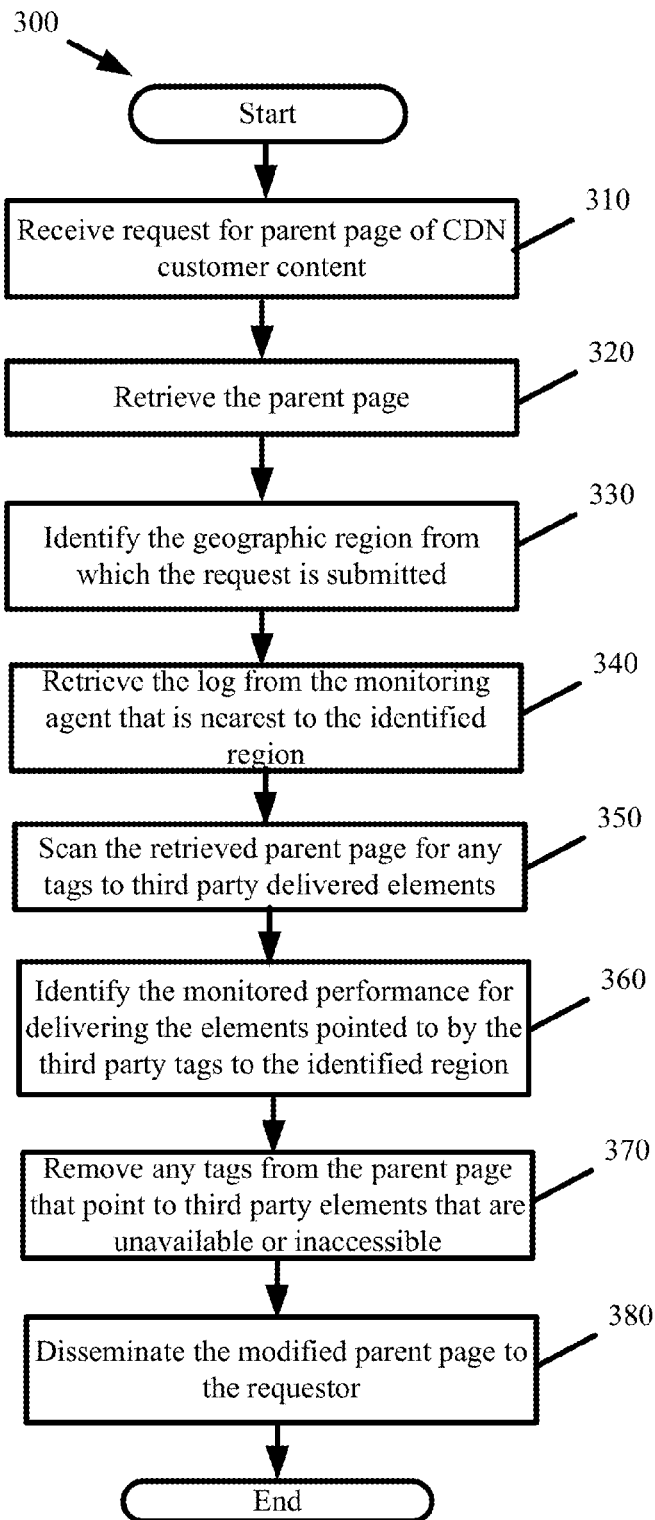 300
Start
310
Receive request for parent page of CDN
customer content
320
Retrieve the parent page
330
Identify the geographic region from
which the request is submitted
340
Retrieve the log from the monitoring
agent that is nearest to the identified
region
350
Scan the retrieved parent page for any
tags to third party delivered elements
360
Identify the monitored performance for
delivering the elements pointed to by the
third party tags to the identified region
370
Remove any tags from the parent page
that point to third party elements that are
unavailable or inaccessible
380
Disseminate the modified parent page to
the requestor
End